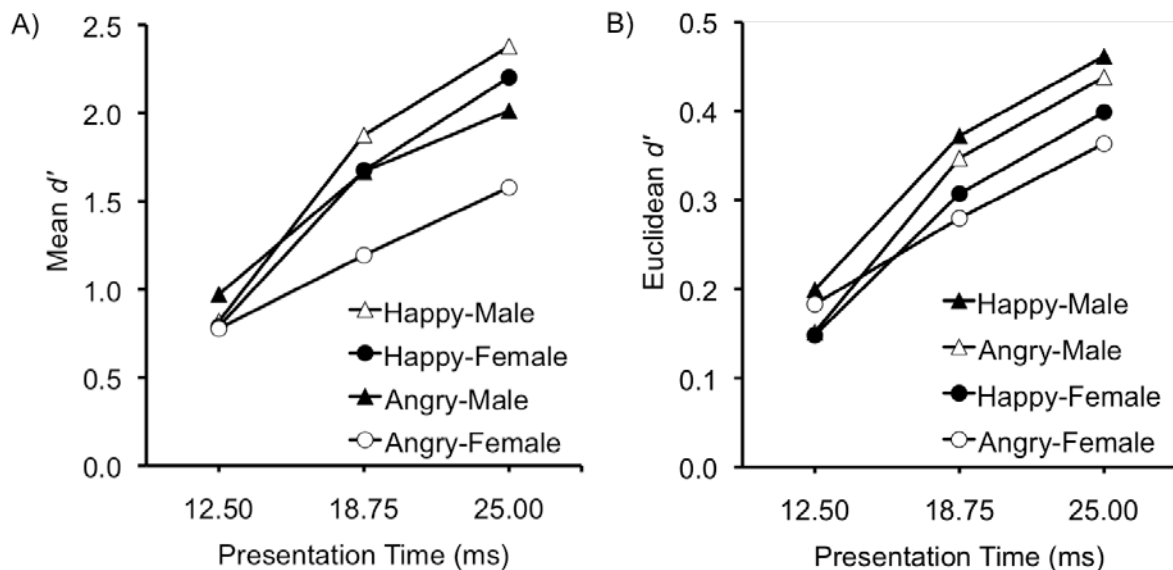 A)
Mean d′
2.5
2.0
1.5
1.0
0.5
0.0
Happy-Male
Happy-Female
Angry-Male
Angry-Female
12.50 18.75 25.00
Presentation Time (ms)
B)
Euclidean d′
0.5
0.4
0.3
0.2
0.1
0.0
Happy-Male
Angry-Male
Happy-Female
Angry-Female
12.50 18.75 25.00
Presentation Time (ms)